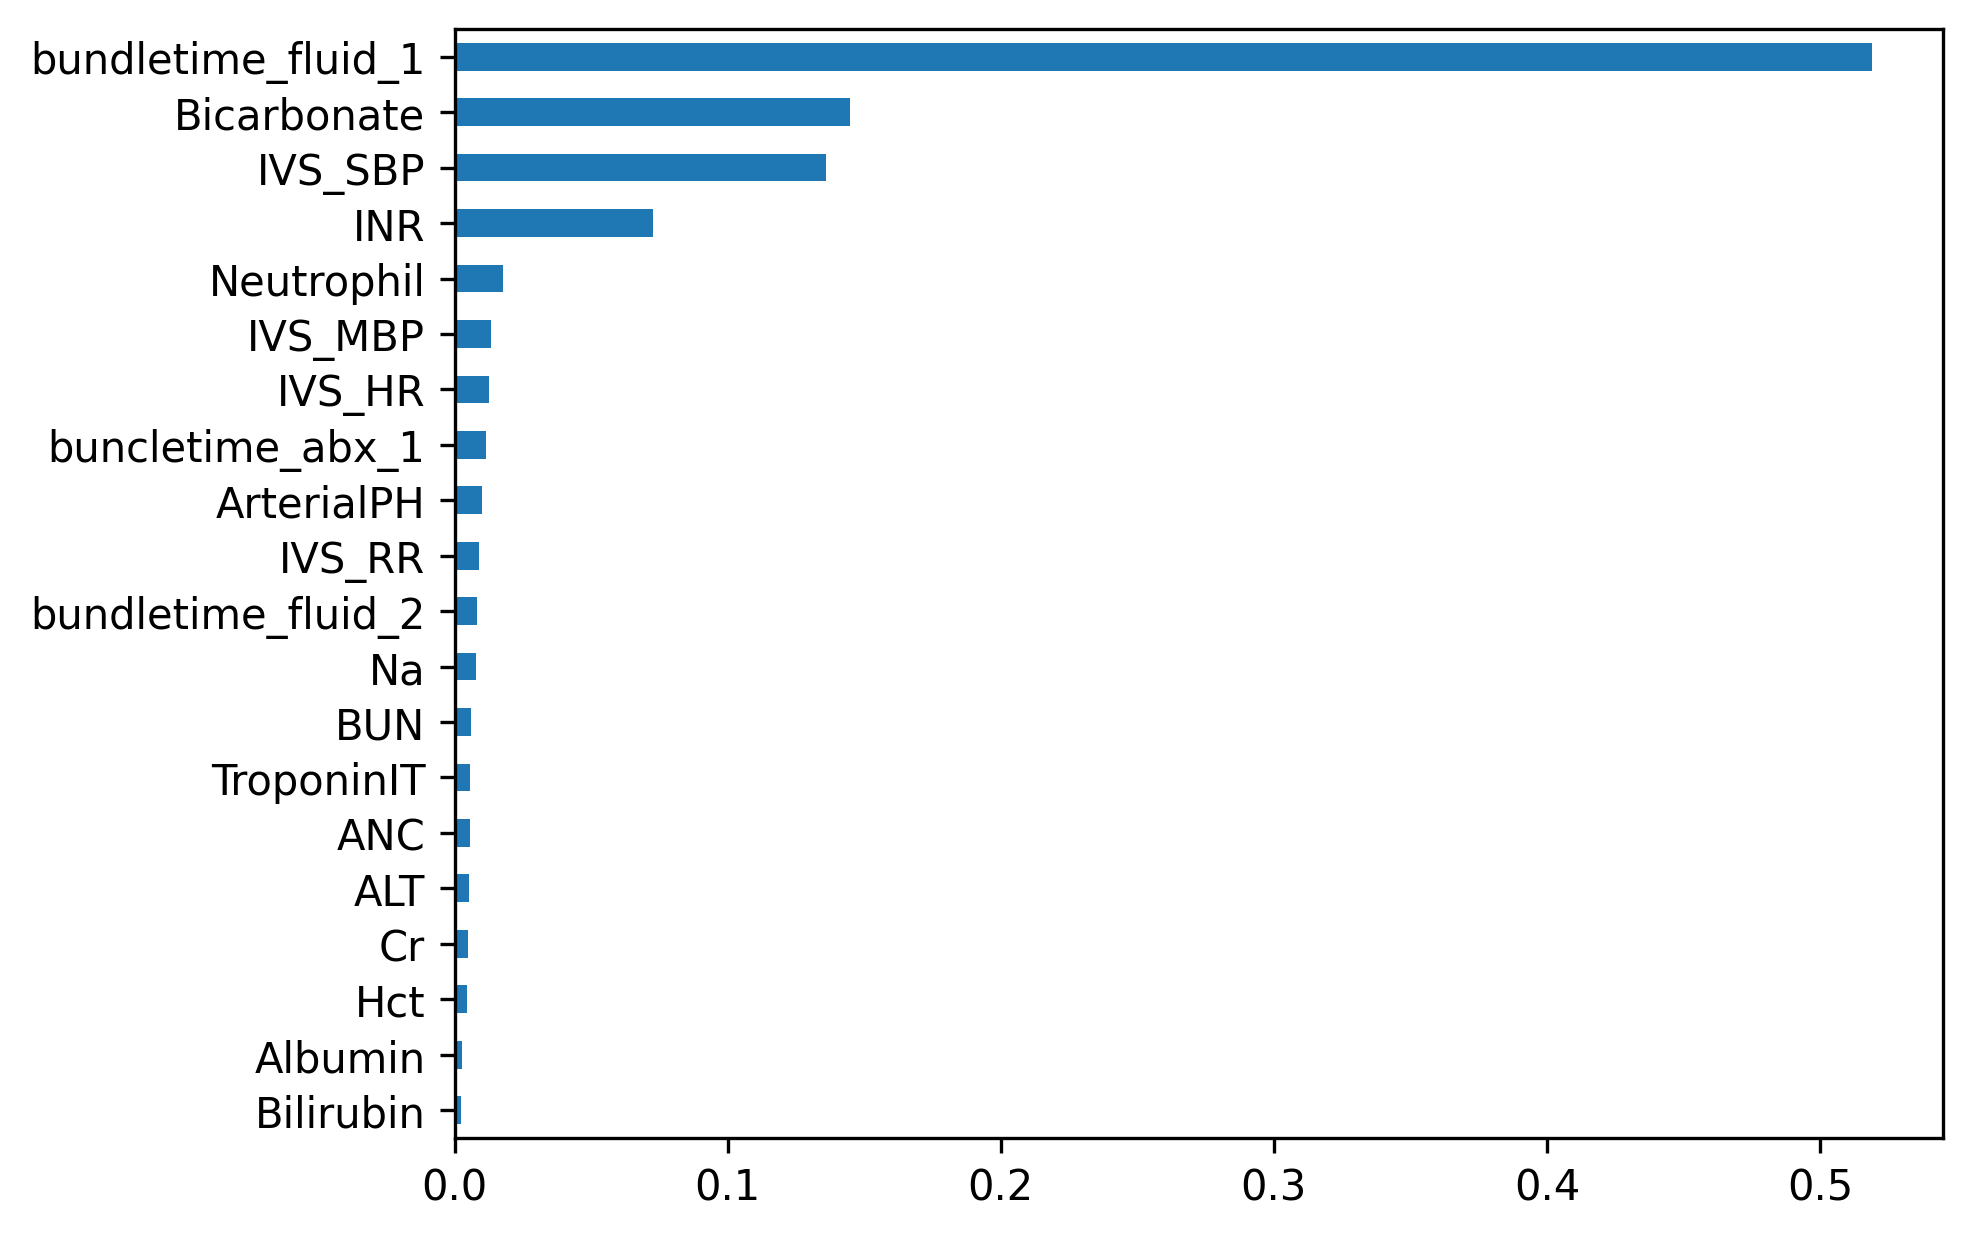 bundletime_fluid_1
Bicarbonate
IVS_SBP
INR
Neutrophil
IVS_MBP
IVS_HR
buncletime_abx_1
ArterialPH
IVS_RR
bundletime_fluid_2
Na
BUN
TroponinIT
ANC
ALT
Cr
Hct
Albumin
Bilirubin
0.0 0.1 0.2 0.3 0.4 0.5